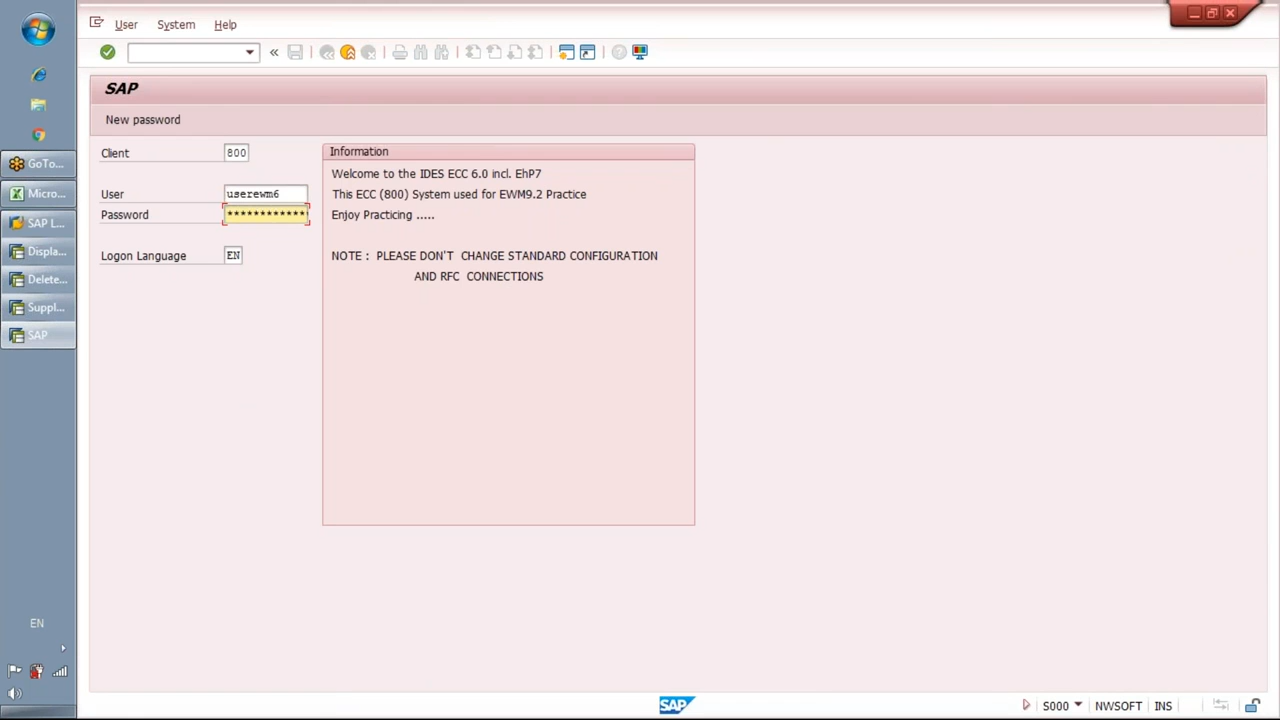 User System Help
SAP
New password
Client 800
User userewm6
Password ************
Logon Language EN
Information
Welcome to the IDES ECC 6.0 incl. EhP7
This ECC (800) System used for EWM9.2 Practice
Enjoy Practicing .....
NOTE : PLEASE DON'T CHANGE STANDARD CONFIGURATION
AND RFC CONNECTIONS
GoTo...
Micro...
SAP L...
Displa...
Delete...
Suppl...
SAP
EN
SAP
S000 NWSOFT INS